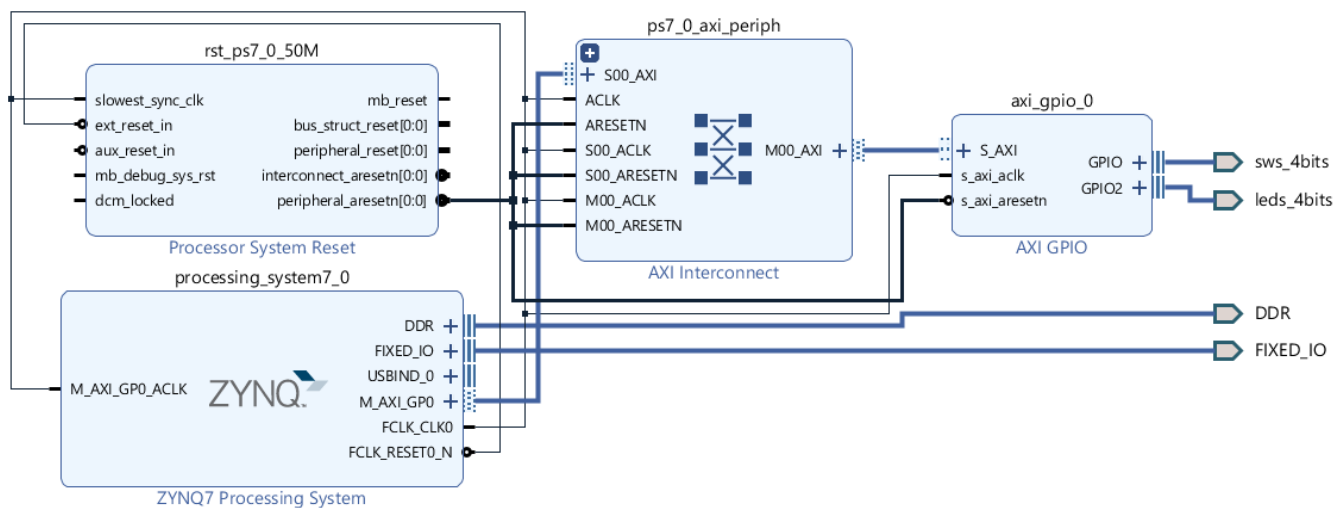 rst_ps7_0_50M
slowest_sync_clk
ext_reset_in
aux_reset_in
mb_debug_sys_rst
dcm_locked
mb_reset
bus_struct_reset[0:0]
peripheral_reset[0:0]
interconnect_aresetn[0:0]
peripheral_aresetn[0:0]
Processor System Reset
ps7_0_axi_periph
S00_AXI
ACLK
ARESETN
S00_ACLK
S00_ARESETN
M00_ACLK
M00_ARESETN
M00_AXI
AXI Interconnect
axi_gpio_0
S_AXI
s_axi_aclk
s_axi_aresetn
GPIO
GPIO2
AXI GPIO
sws_4bits
leds_4bits
processing_system7_0
M_AXI_GP0_ACLK
ZYNQ
DDR
FIXED_IO
USBIND_0
M_AXI_GP0
FCLK_CLK0
FCLK_RESET0_N
ZYNQ7 Processing System
DDR
FIXED_IO